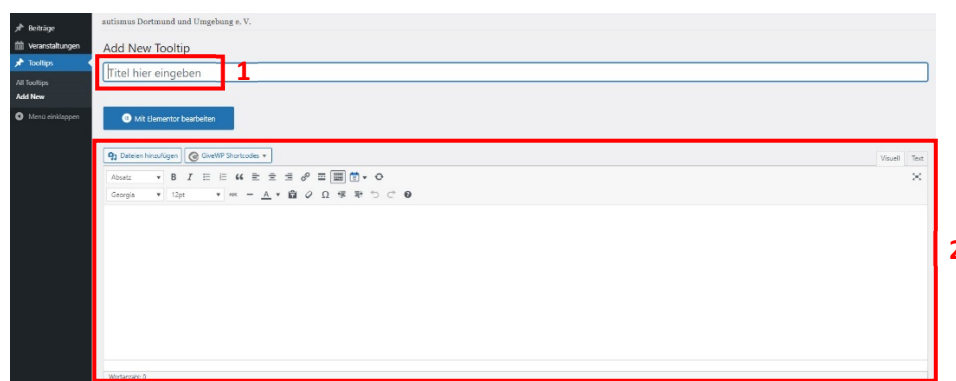 autismus Dortmund und Umgebung e. V.
Beiträge
Veranstaltungen
Tooltips
All Tooltips
Add New
Menü einklappen
Add New Tooltip
Titel hier eingeben
1
Mit Elementor bearbeiten
Dateien hinzufügen
GiveWP Shortcodes
Visuell
Text
Absatz
B I
Georgia
12pt
ABC
A
Ω
2
Wortanzahl: 0